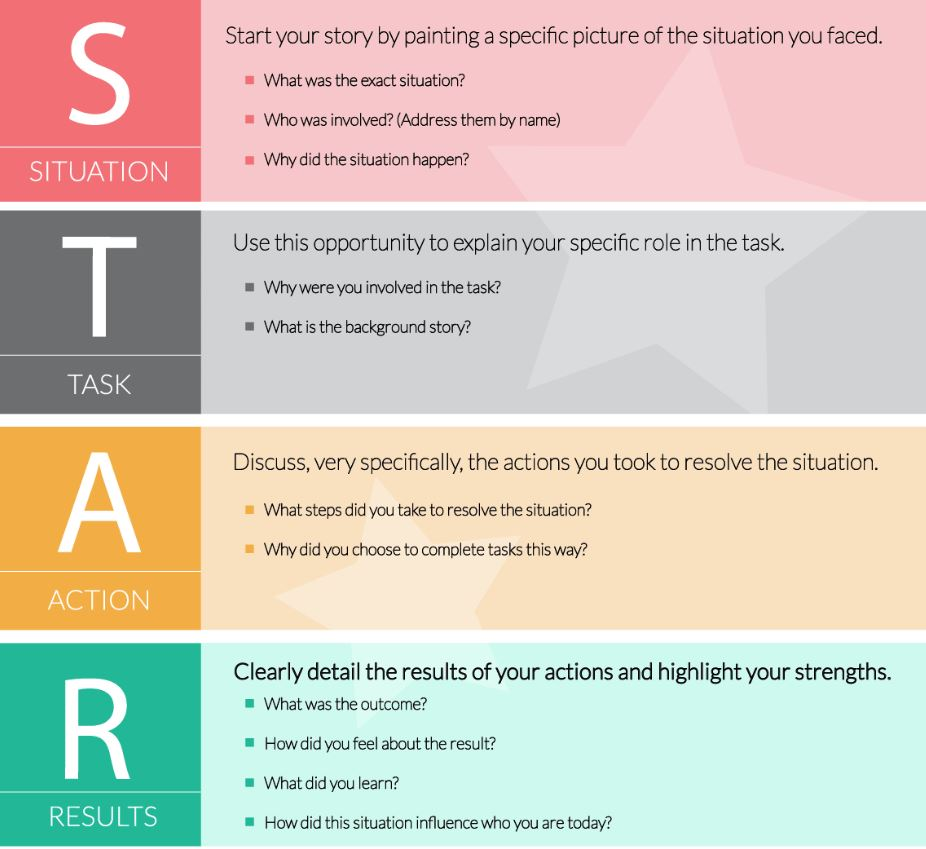 S
SITUATION
Start your story by painting a specific picture of the situation you faced.
What was the exact situation?
Who was involved? (Address them by name)
Why did the situation happen?
T
TASK
Use this opportunity to explain your specific role in the task.
Why were you involved in the task?
What is the background story?
A
ACTION
Discuss, very specifically, the actions you took to resolve the situation.
What steps did you take to resolve the situation?
Why did you choose to complete tasks this way?
R
RESULTS
Clearly detail the results of your actions and highlight your strengths.
What was the outcome?
How did you feel about the result?
What did you learn?
How did this situation influence who you are today?